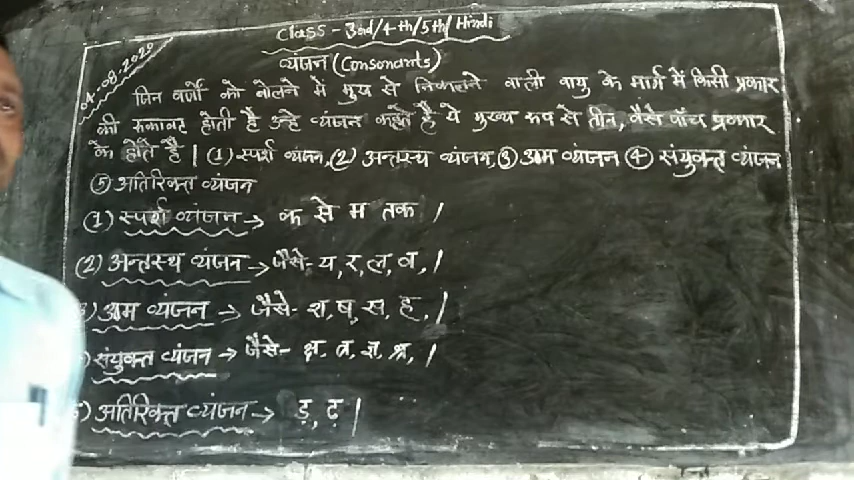 Class - 3rd/4th/5th/Hindi
04.08.2020
व्यंजन (Consonants)
जिन वर्णो को बोलने में मुख से निकलने वाली वायु के मार्ग में किसी प्रकार
की रुकावट होती है उन्हे व्यंजन कहते है ये मुख्य रूप से तीन, वैसे पाँच प्रकार
के होते है | (1) स्पर्श व्यंजन, (2) अन्तस्थ व्यंजन, ③ ऊष्म व्यंजन ④ संयुक्त व्यंजन
⑤ अतिरिक्त व्यंजन
(1) स्पर्श व्यंजन → क से म तक |
(2) अन्तस्थ व्यंजन → जैसे- य, र, ल, व, |
3) ऊष्म व्यंजन → जैसे- श, ष, स, ह, |
) संयुक्त व्यंजन → जैसे- क्ष, त्र, ज्ञ, श्र, |
5) अतिरिक्त व्यंजन → ड़, ढ़ |